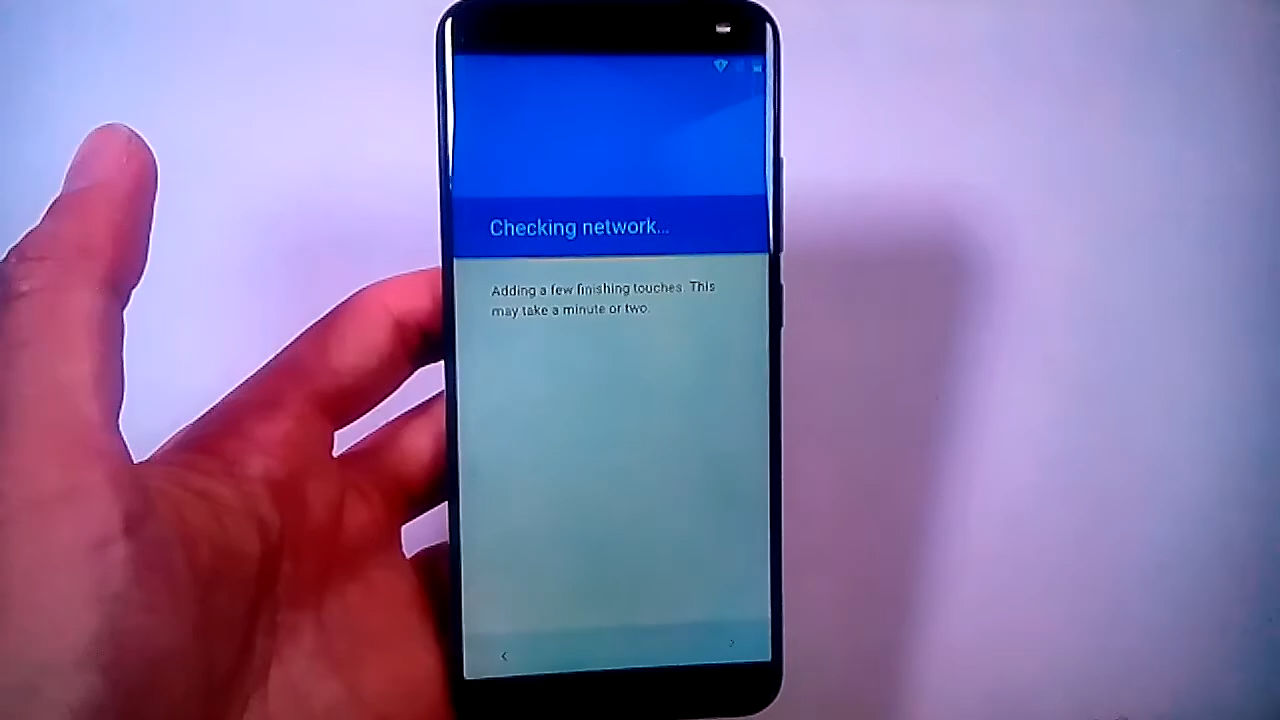 Checking network...
Adding a few finishing touches. This
may take a minute or two.